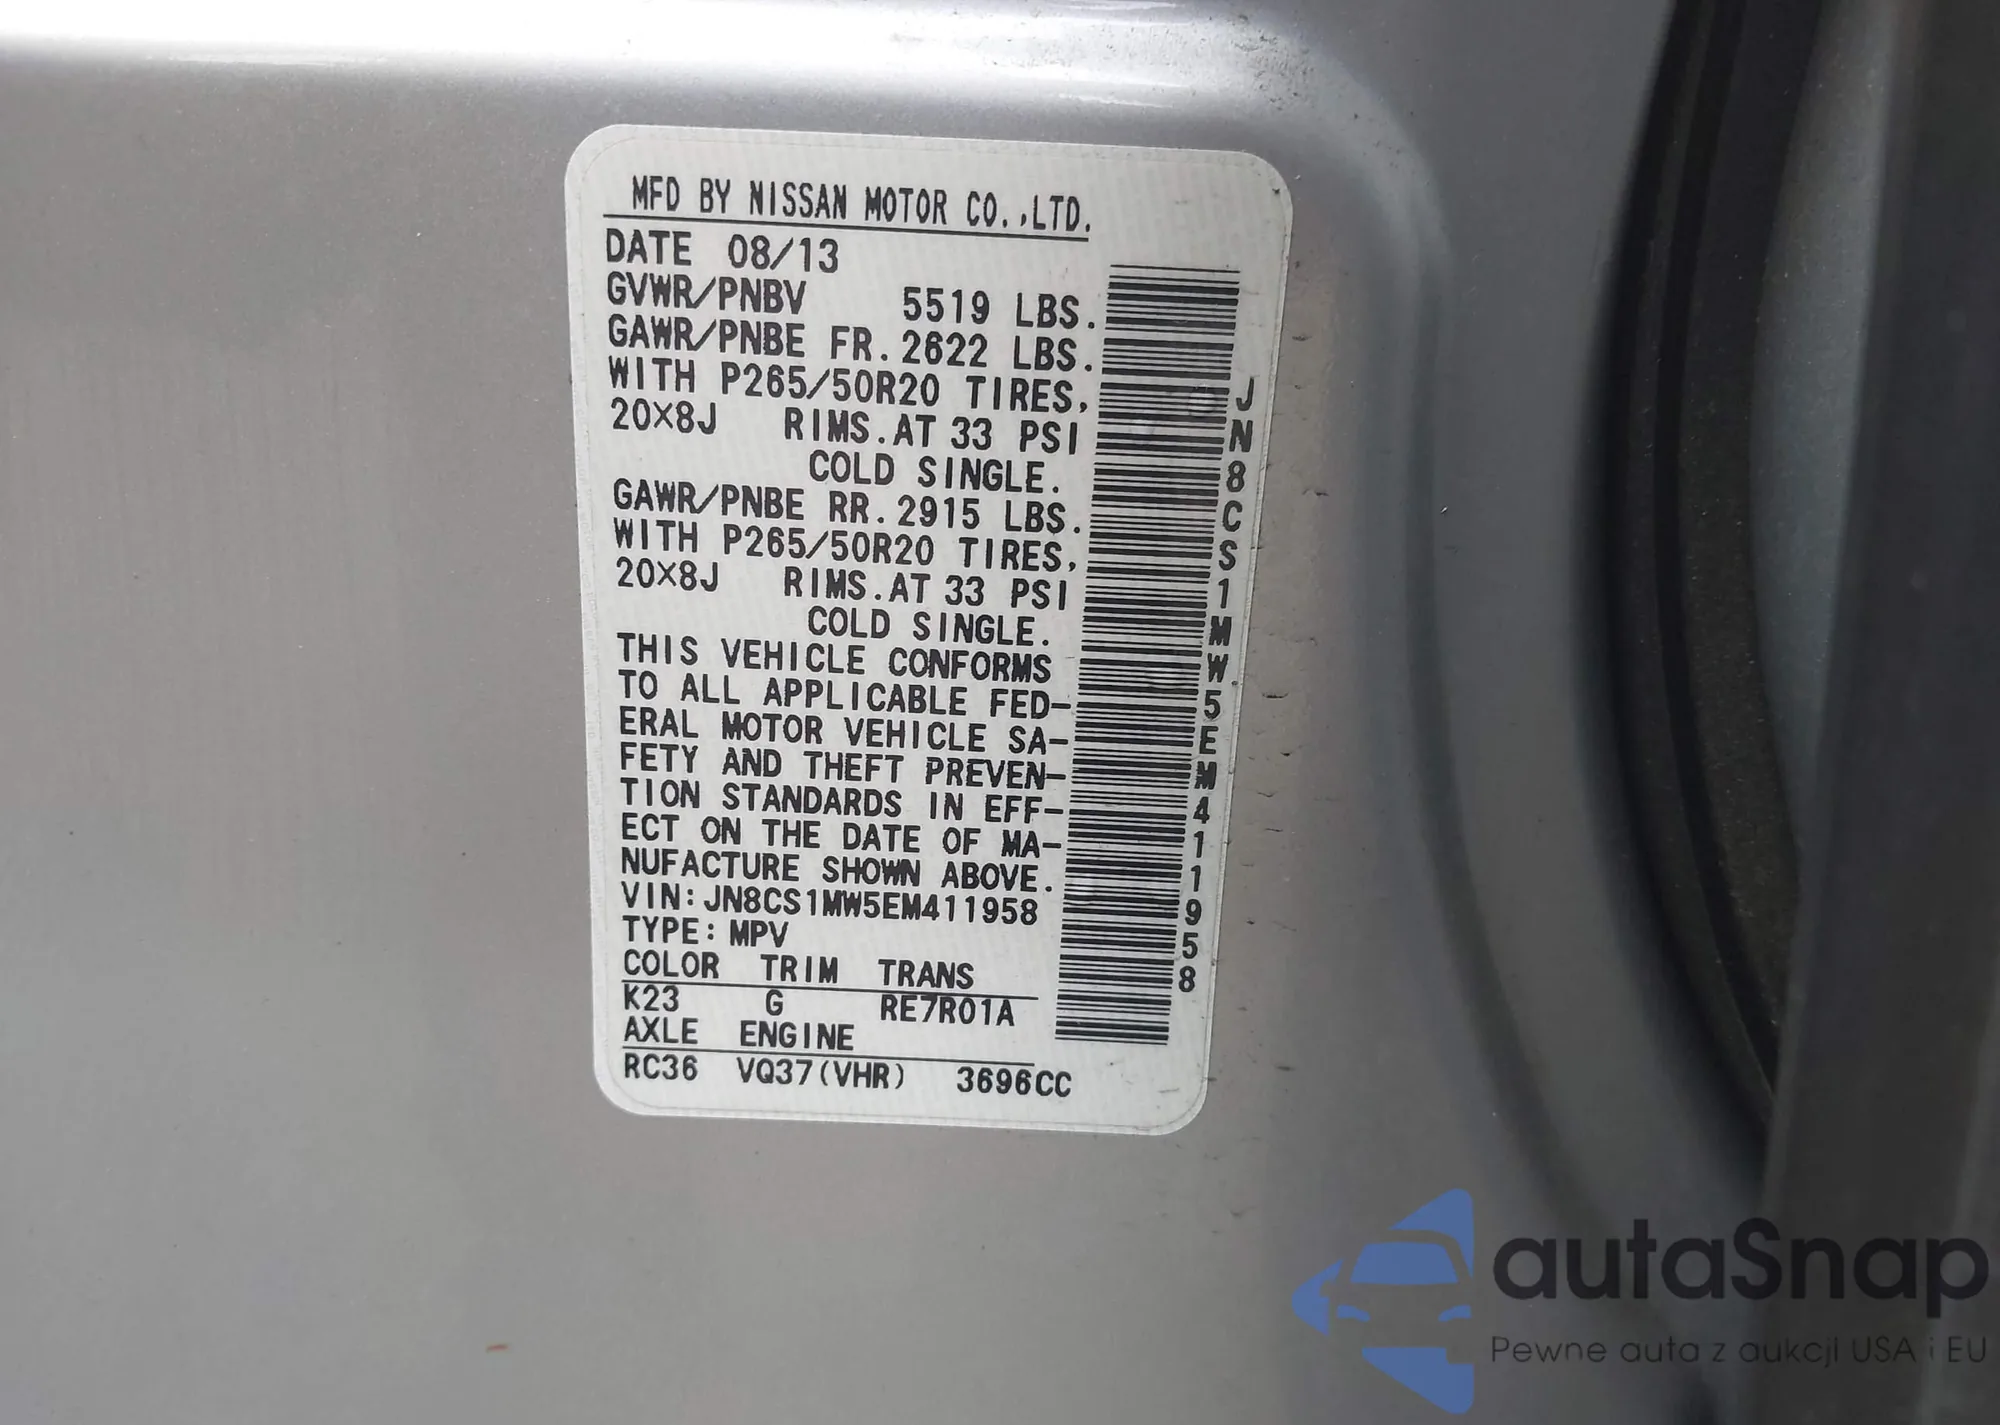 MFD BY NISSAN MOTOR CO.,LTD.
DATE 08/13
GVWR/PNBV 5519 LBS.
GAWR/PNBE FR. 2622 LBS.
WITH P265/50R20 TIRES,
20X8J RIMS. AT 33 PSI
COLD SINGLE.
GAWR/PNBE RR. 2915 LBS.
WITH P265/50R20 TIRES,
20X8J RIMS. AT 33 PSI
COLD SINGLE.
THIS VEHICLE CONFORMS
TO ALL APPLICABLE FED-
ERAL MOTOR VEHICLE SA-
FETY AND THEFT PREVEN-
TION STANDARDS IN EFF-
ECT ON THE DATE OF MA-
NUFACTURE SHOWN ABOVE.
VIN: JN8CS1MW5EM411958
TYPE: MPV
COLOR TRIM TRANS
K23 G RE7R01A
AXLE ENGINE
RC36 VQ37(VHR) 3696CC
JN8CS1MW5EM411958
autaSnap
Pewne auta z aukcji USA i EU